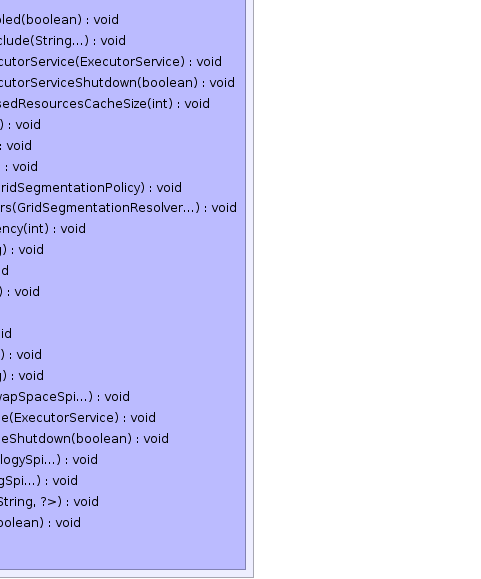 led(boolean) : void
clude(String...) : void
cutorService(ExecutorService) : void
cutorServiceShutdown(boolean) : void
sedResourcesCacheSize(int) : void
) : void
: void
) : void
ridSegmentationPolicy) : void
rs(GridSegmentationResolver...) : void
ency(int) : void
g) : void
id
) : void
id
) : void
g) : void
wapSpaceSpi...) : void
e(ExecutorService) : void
eShutdown(boolean) : void
logySpi...) : void
gSpi...) : void
String, ?>) : void
oolean) : void